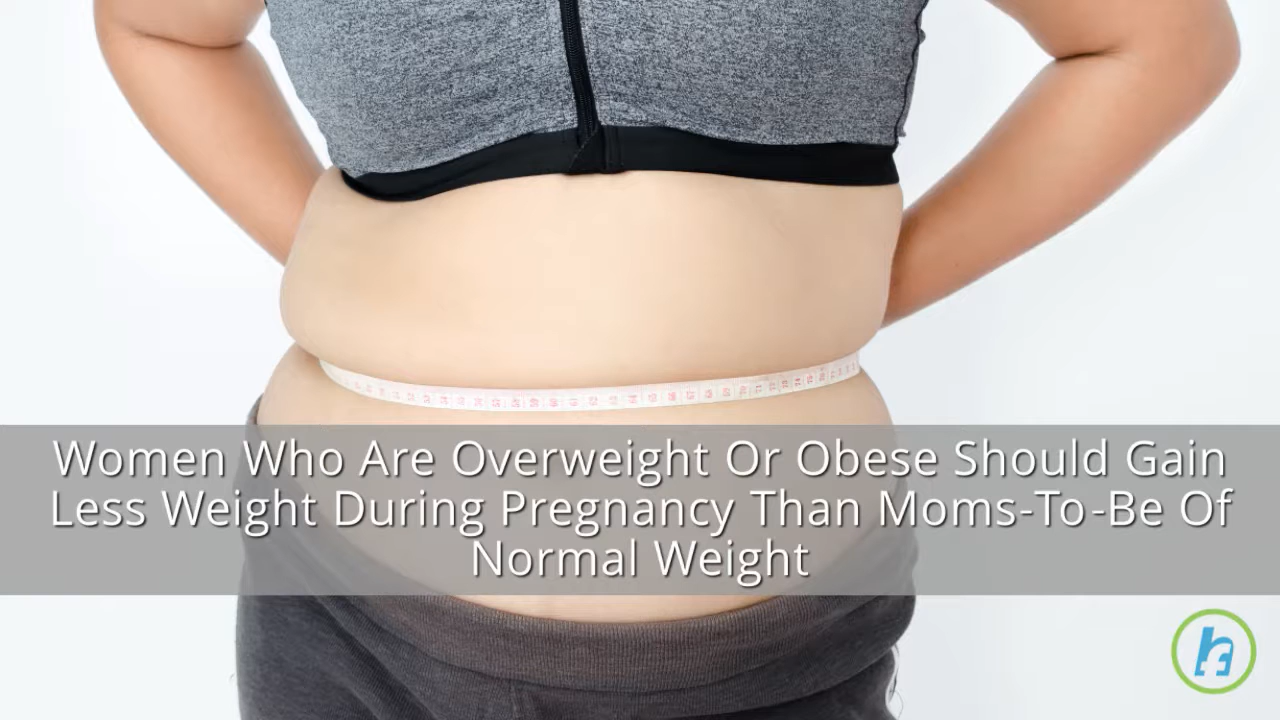 Women Who Are Overweight Or Obese Should Gain
Less Weight During Pregnancy Than Moms-To-Be Of
Normal Weight